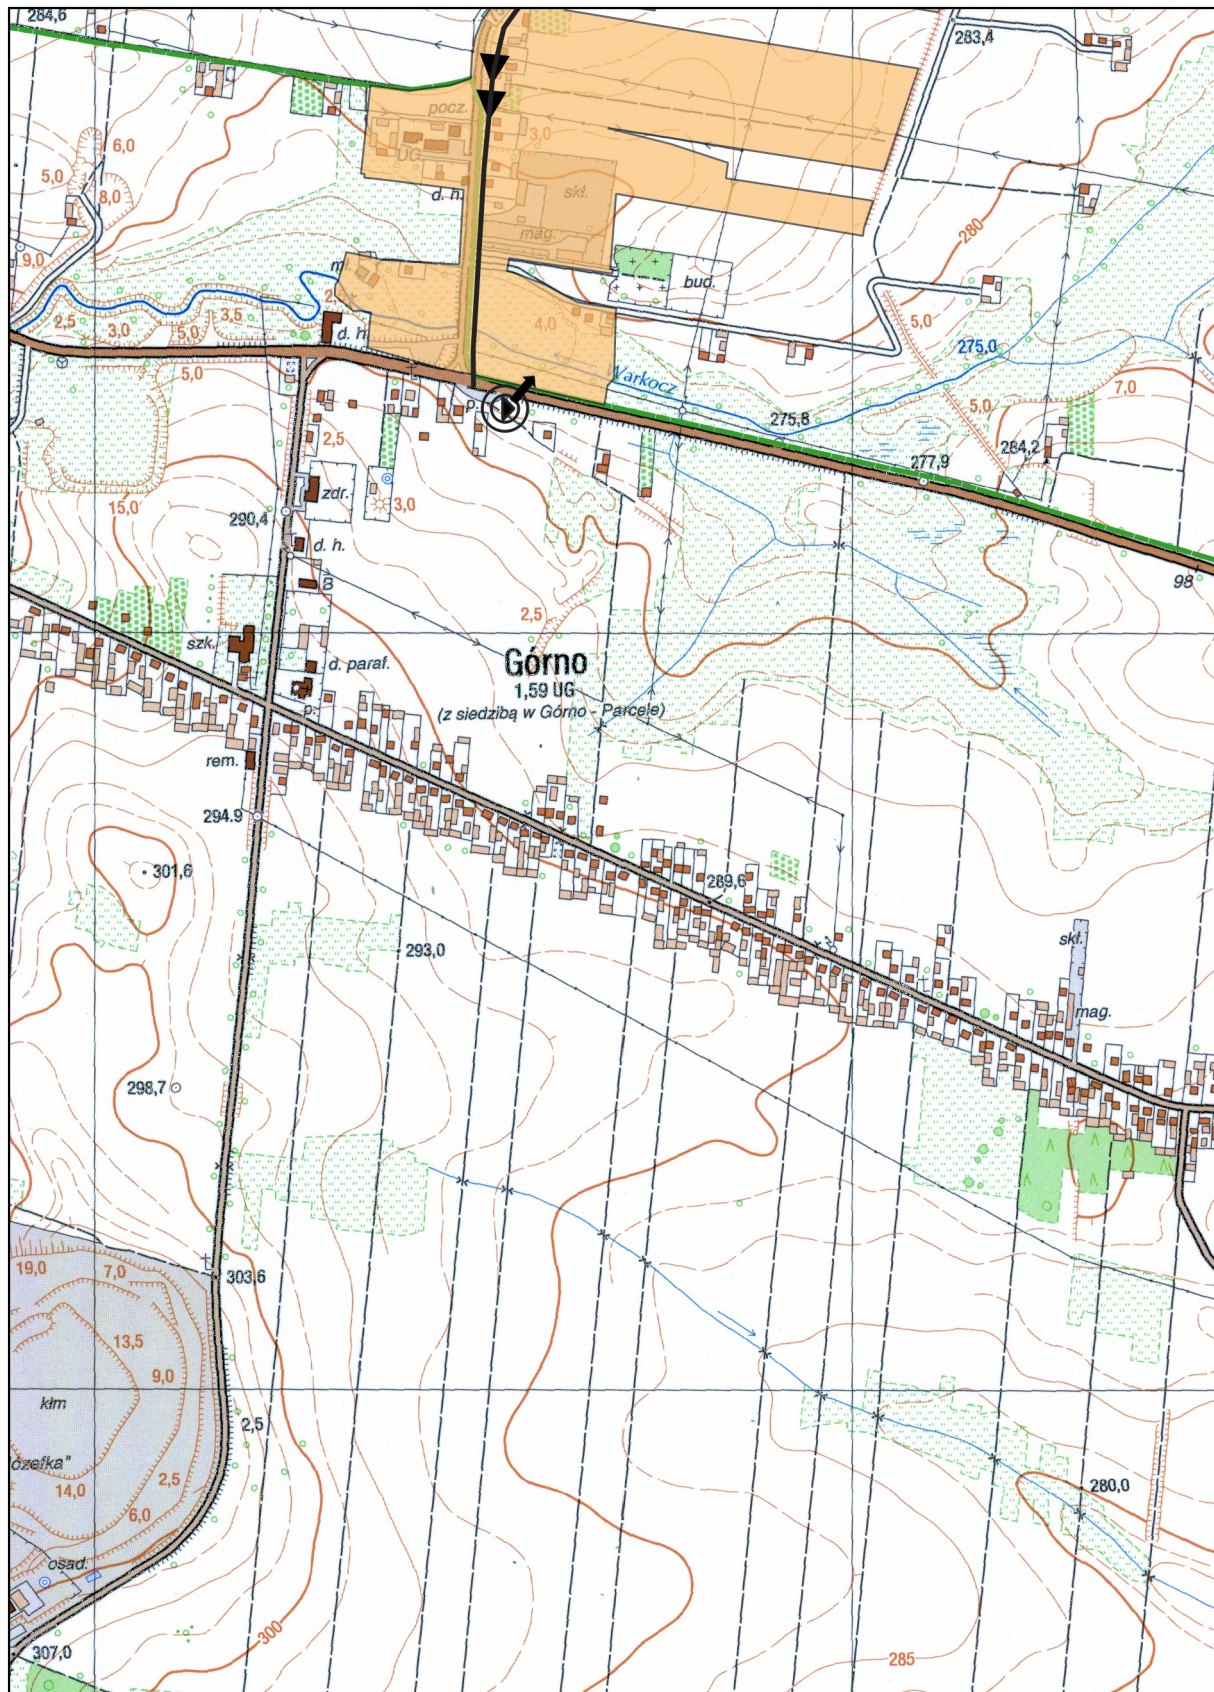 284,6
283,4
pocz.
6,0
3,0
UG
5,0
8,0
d. h.
skł.
mag.
280
9,0
m
bud.
2,5
3,0
5,0
3,5
2
d. h.
4,0
5,0
275,0
5,0
Warkocz
7,0
p.
5,0
275,8
2,5
284,2
277,9
zdr.
15,0
3,0
290,4
d. h.
98
B
2,5
szk.
d. paraf.
Górno
1,59 UG
(z siedzibą w Górno - Parcele)
p.
rem.
294.9
301,6
289,6
293,0
skł.
mag.
298,7
19,0
7,0
303,6
13,5
9,0
kłm
2,5
ózefka"
14,0
2,5
6,0
280,0
osad.
300
307,0
285